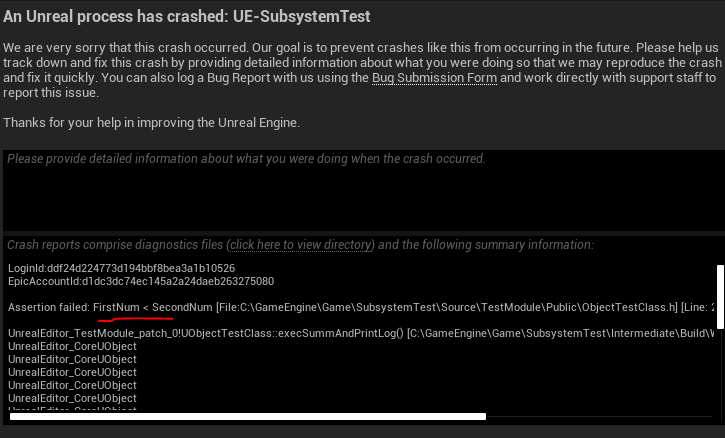 An Unreal process has crashed: UE-SubsystemTest
We are very sorry that this crash occurred. Our goal is to prevent crashes like this from occurring in the future. Please help us
track down and fix this crash by providing detailed information about what you were doing so that we may reproduce the crash
and fix it quickly. You can also log a Bug Report with us using the Bug Submission Form and work directly with support staff to
report this issue.
Thanks for your help in improving the Unreal Engine.
Please provide detailed information about what you were doing when the crash occurred.
Crash reports comprise diagnostics files (click here to view directory) and the following summary information:
LoginId:ddf24d224773d194bbf8bea3a1b10526
EpicAccountId:d1dc3dc74ec145a2a24daeb263275080
Assertion failed: FirstNum < SecondNum [File:C:\GameEngine\Game\SubsystemTest\Source\TestModule\Public\ObjectTestClass.h] [Line: 2
UnrealEditor_TestModule_patch_0!UObjectTestClass::execSummAndPrintLog() [C:\GameEngine\Game\SubsystemTest\Intermediate\Build\W
UnrealEditor_CoreUObject
UnrealEditor_CoreUObject
UnrealEditor_CoreUObject
UnrealEditor_CoreUObject
UnrealEditor_CoreUObject
UnrealEditor_CoreUObject